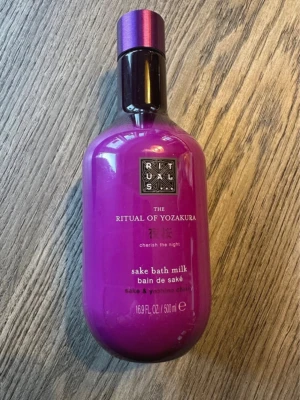 RIT
UAL
S...
THE
RITUAL OF YOZAKURA
cherish the night
sake bath milk
bain de saké
16.9 FL. OZ. / 500 ml ℮